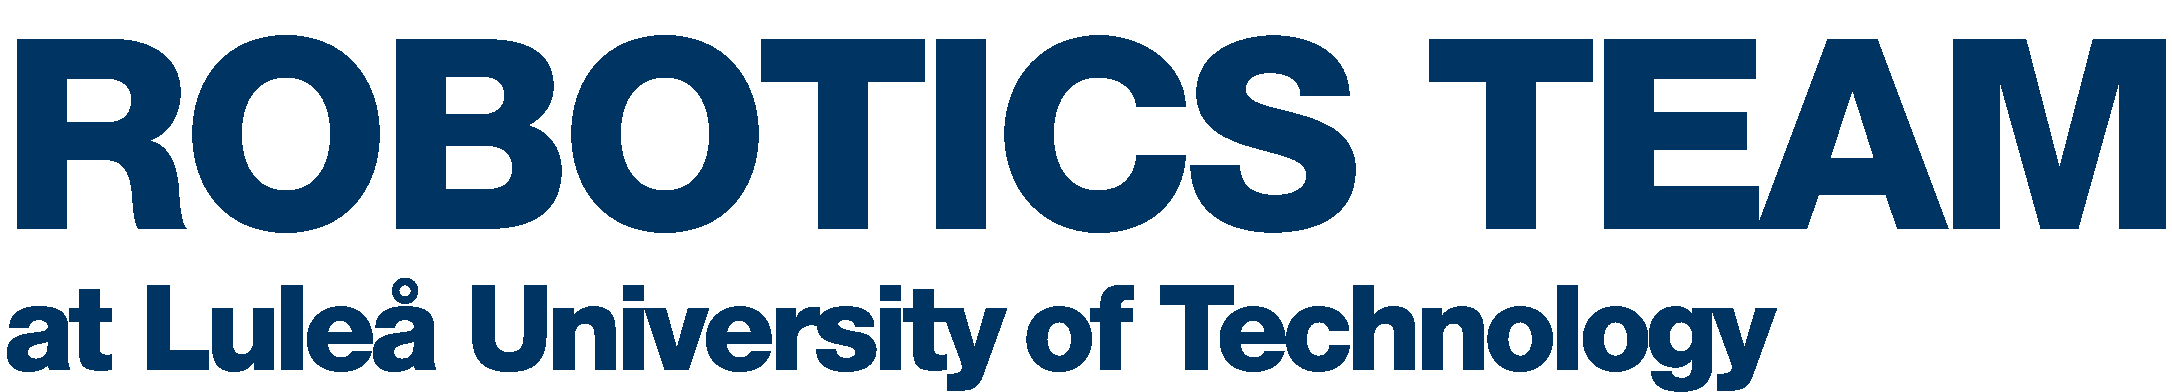 ROBOTICS TEAM
at Luleå University of Technology